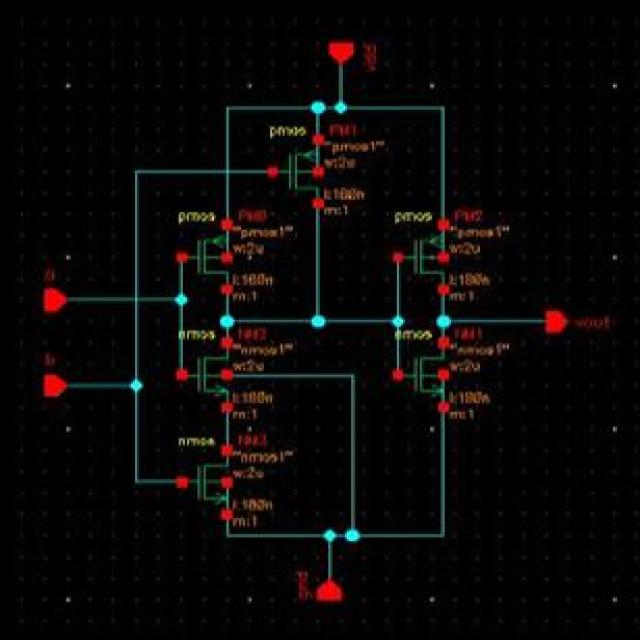 vdd
pmos PM1
"pmos1"
w:2u
l:180n
m:1
pmos PM0
"pmos1"
w:2u
l:180n
m:1
pmos PM2
"pmos1"
w:2u
l:180n
m:1
a
vout
nmos NM2
"nmos1"
w:2u
l:180n
m:1
nmos NM1
"nmos1"
w:2u
l:180n
m:1
b
nmos NM3
"nmos1"
w:2u
l:180n
m:1